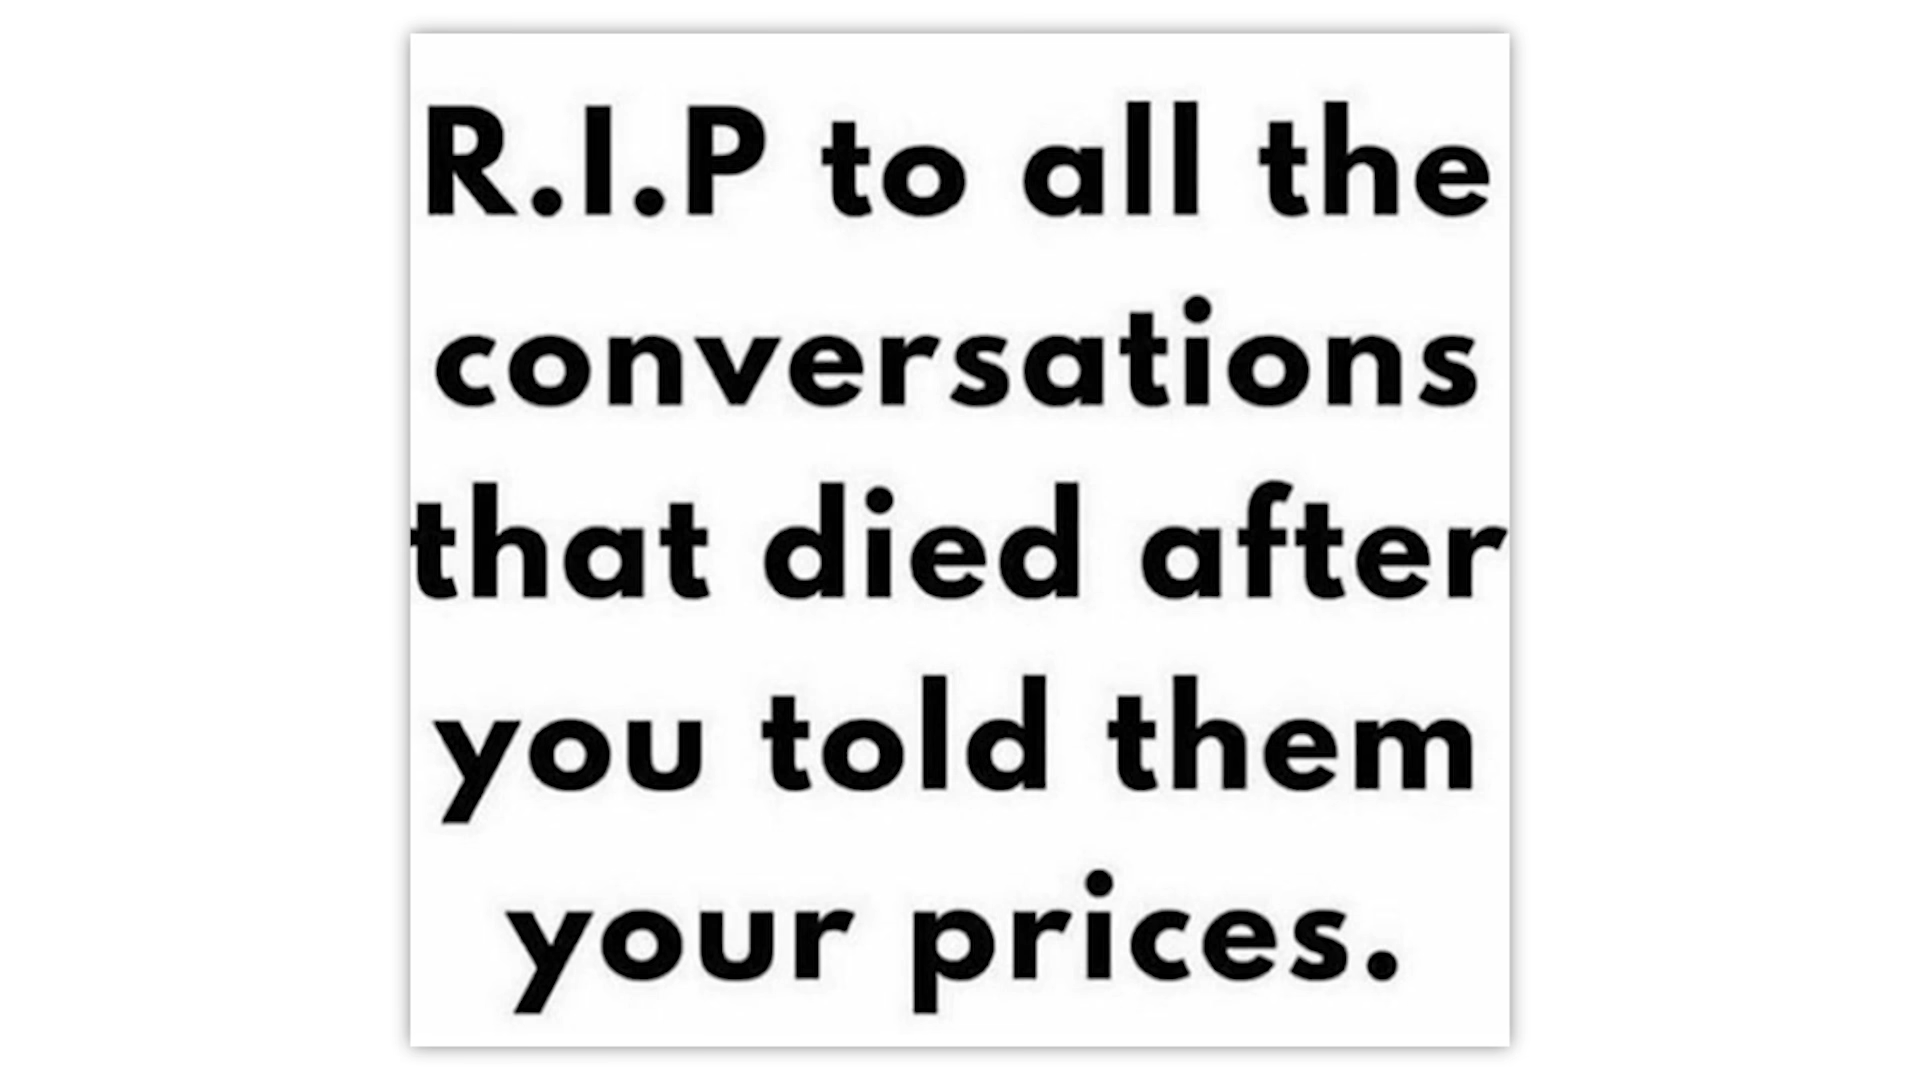 R.I.P to all the
conversations
that died after
you told them
your prices.